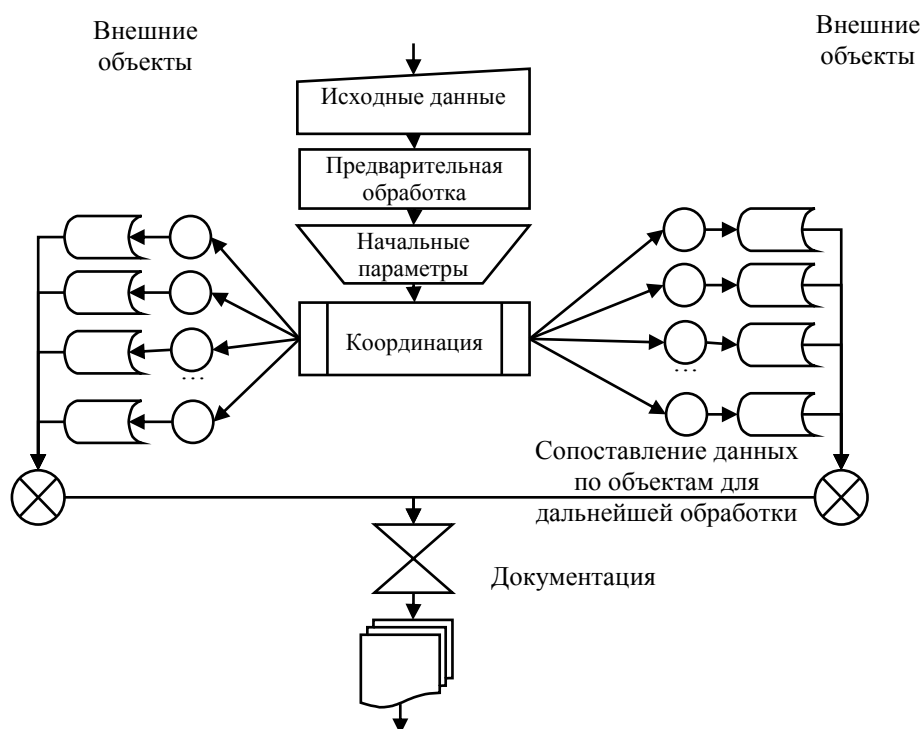 Внешние
объекты
Внешние
объекты
Исходные данные
Предварительная
обработка
Начальные
параметры
Координация
...
...
Сопоставление данных
по объектам для
дальнейшей обработки
Документация